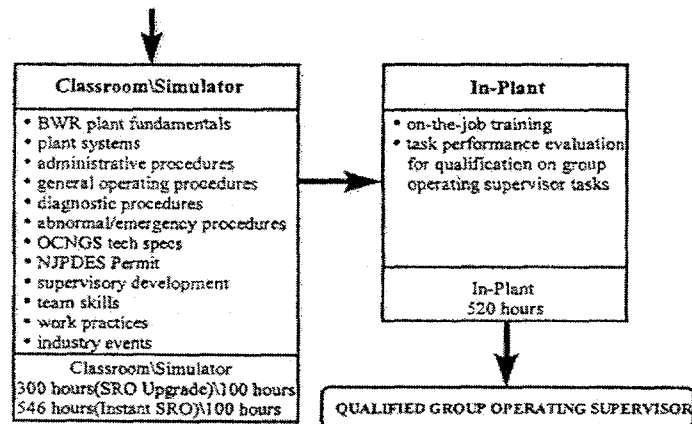 Classroom\Simulator
• BWR plant fundamentals
• plant systems
• administrative procedures
• general operating procedures
• diagnostic procedures
• abnormal/emergency procedures
• OCNGS tech specs
• NJPDES Permit
• supervisory development
• team skills
• work practices
• industry events
Classroom\Simulator
300 hours(SRO Upgrade)\100 hours
546 hours(Instant SRO)\100 hours
In-Plant
• on-the-job training
• task performance evaluation
for qualification on group
operating supervisor tasks
In-Plant
520 hours
QUALIFIED GROUP OPERATING SUPERVISOR